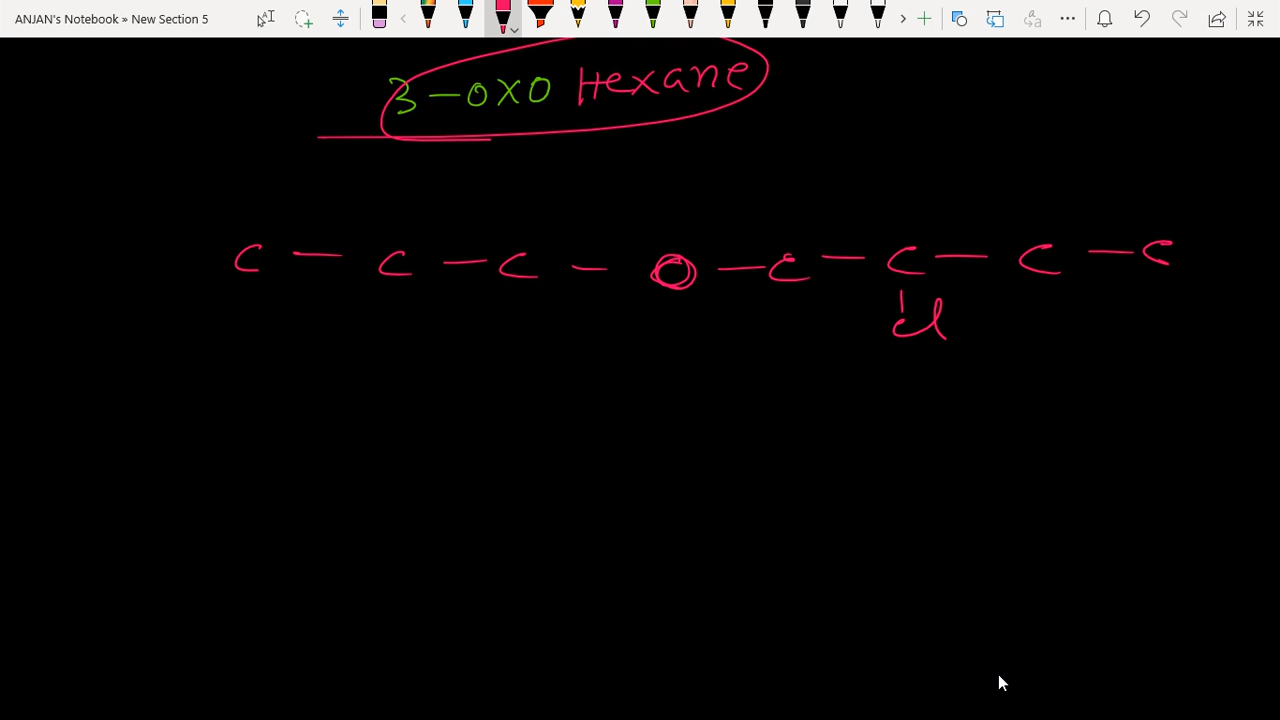 ANJAN's Notebook » New Section 5
3-OXO Hexane
C - C - C - O - C - C - C - C
Cl